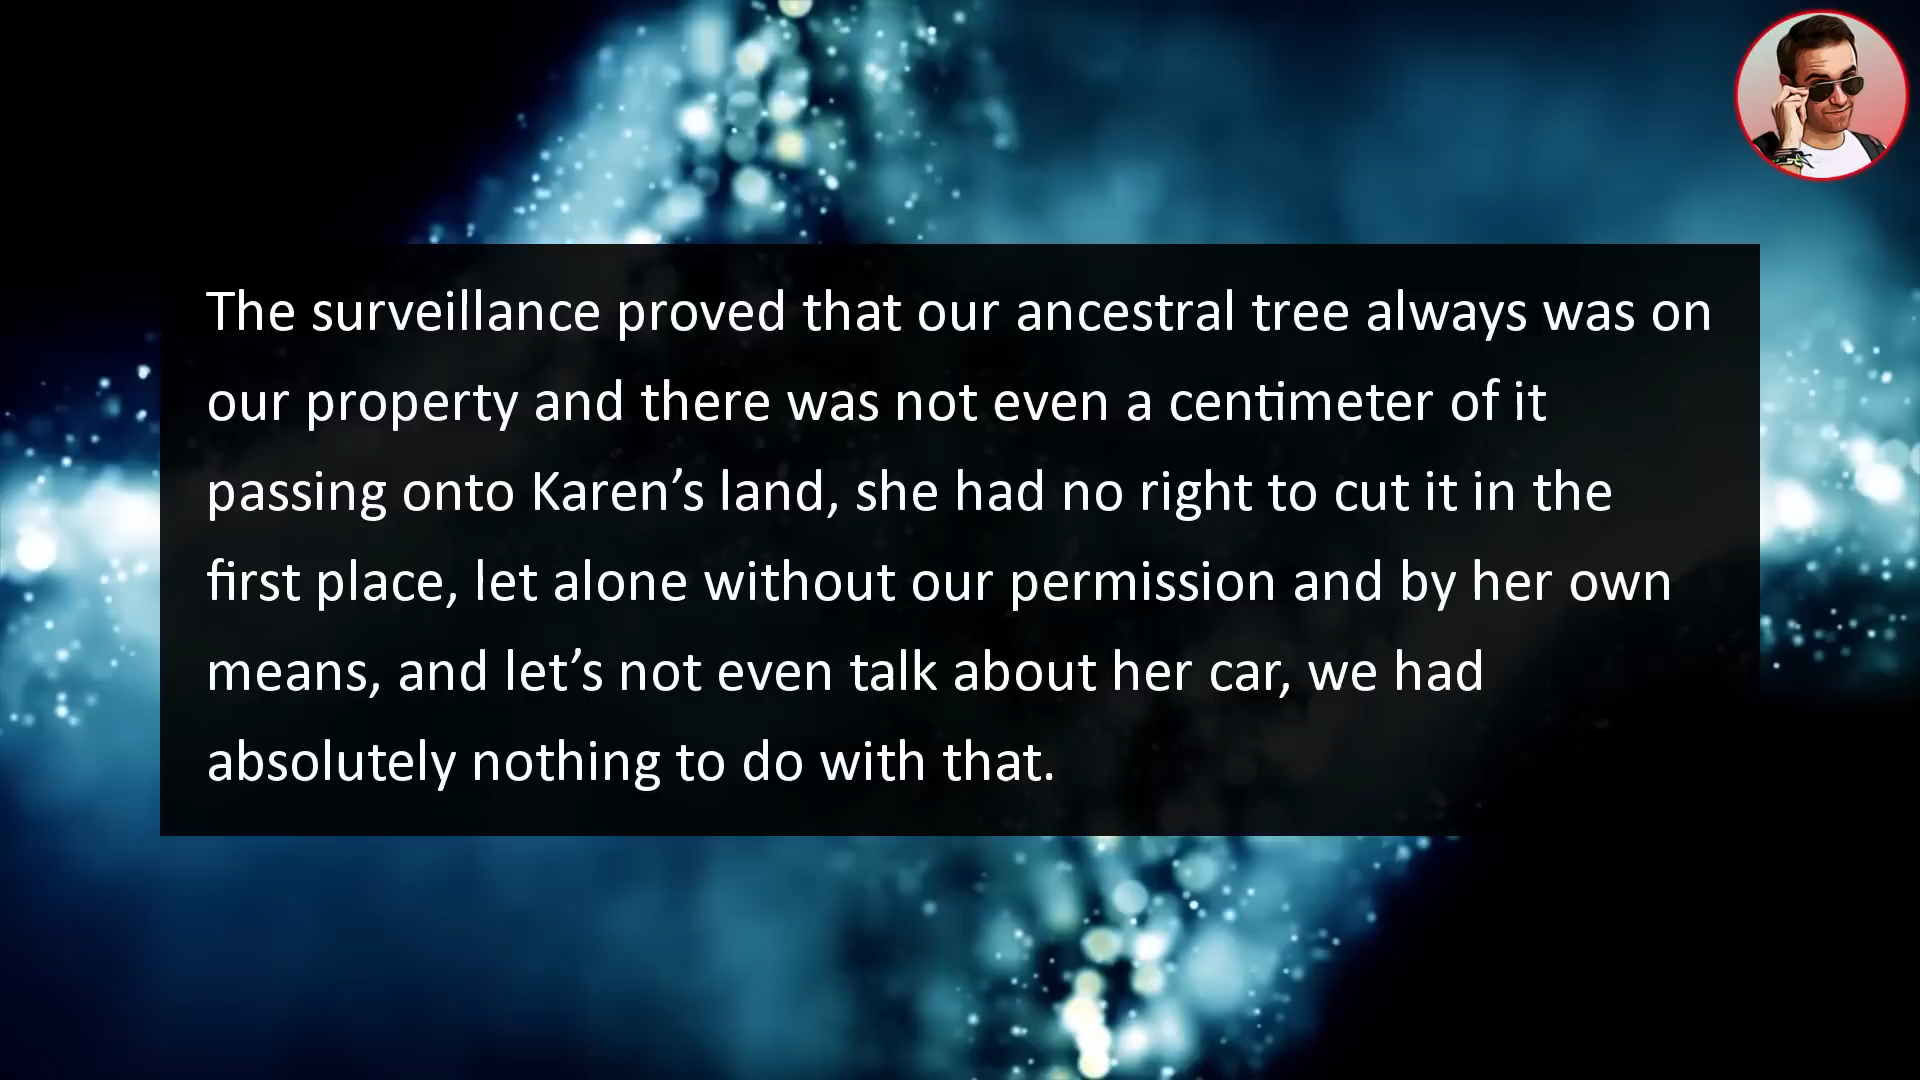 The surveillance proved that our ancestral tree always was on
our property and there was not even a centimeter of it
passing onto Karen’s land, she had no right to cut it in the
first place, let alone without our permission and by her own
means, and let’s not even talk about her car, we had
absolutely nothing to do with that.